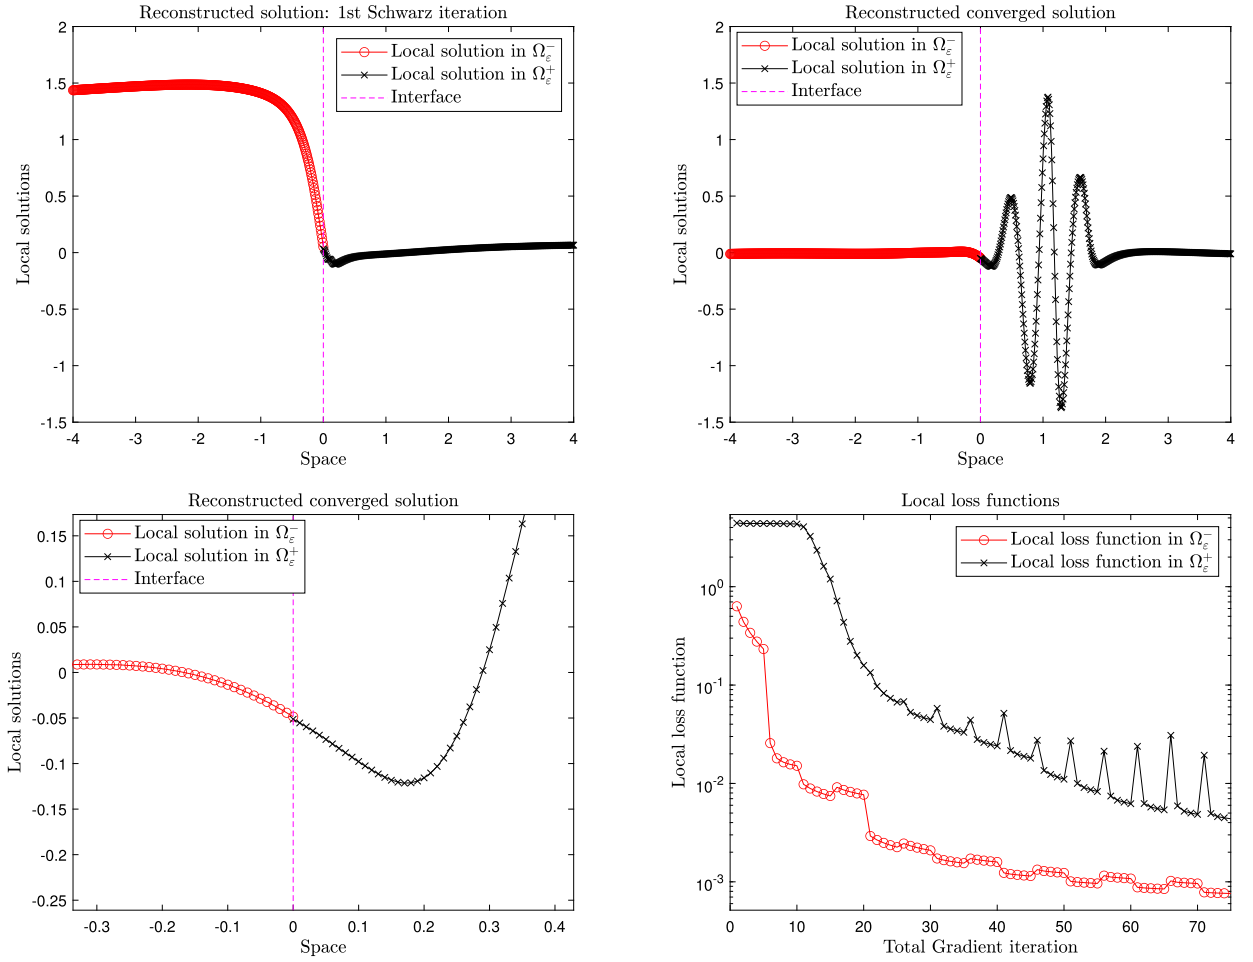 Reconstructed solution: 1st Schwarz iteration
Local solutions
2
1.5
1
0.5
0
-0.5
-1
-1.5
-4 -3 -2 -1 0 1 2 3 4
Space
Local solution in Ω_ε^-
Local solution in Ω_ε^+
Interface
Reconstructed converged solution
Local solutions
2
1.5
1
0.5
0
-0.5
-1
-1.5
-4 -3 -2 -1 0 1 2 3 4
Space
Local solution in Ω_ε^-
Local solution in Ω_ε^+
Interface
Reconstructed converged solution
Local solutions
0.15
0.1
0.05
0
-0.05
-0.1
-0.15
-0.2
-0.25
-0.3 -0.2 -0.1 0 0.1 0.2 0.3 0.4
Space
Local solution in Ω_ε^-
Local solution in Ω_ε^+
Interface
Local loss functions
Local loss function
10^0
10^-1
10^-2
10^-3
0 10 20 30 40 50 60 70
Total Gradient iteration
Local loss function in Ω_ε^-
Local loss function in Ω_ε^+